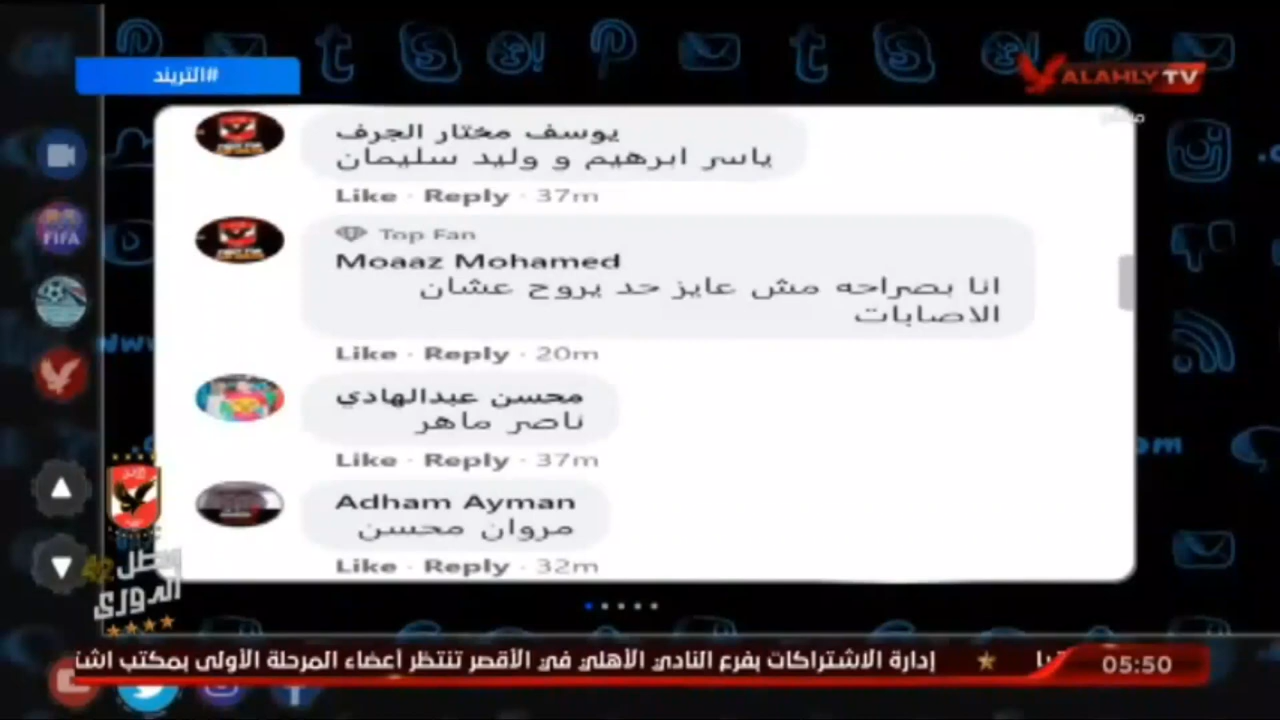 #التريند
ALAHLY TV
يوسف مختار الجرف
ياسر ابرهيم و وليد سليمان
Like · Reply · 37m
Top Fan
Moaaz Mohamed
انا بصراحه مش عايز حد يروح عشان
الاصابات
Like · Reply · 20m
محسن عبدالهادي
ناصر ماهر
Like · Reply · 37m
Adham Ayman
مروان محسن
Like · Reply · 32m
FIFA
بطل
الدورى
42
إدارة الاشتراكات بفرع النادي الأهلي في الأقصر تنتظر أعضاء المرحلة الأولى بمكتب
05:50